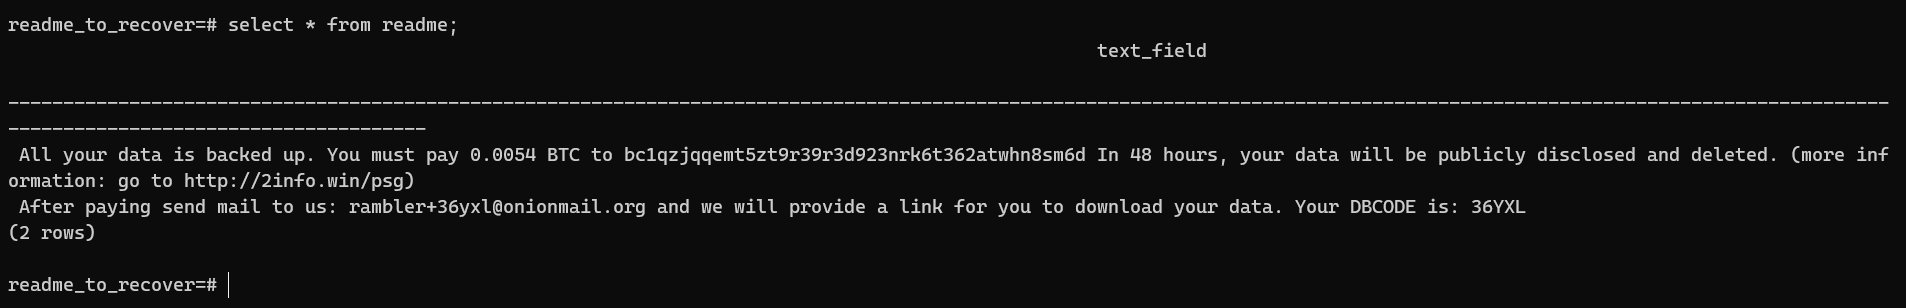 readme_to_recover=# select * from readme;
text_field
--------------------------------------------------------------------------------------------------------------------------------------------------------------------------
--------------------------------------
All your data is backed up. You must pay 0.0054 BTC to bc1qzjqqemt5zt9r39r3d923nrk6t362atwhn8sm6d In 48 hours, your data will be publicly disclosed and deleted. (more inf
ormation: go to http://2info.win/psg)
After paying send mail to us: rambler+36yxl@onionmail.org and we will provide a link for you to download your data. Your DBCODE is: 36YXL
(2 rows)
readme_to_recover=#